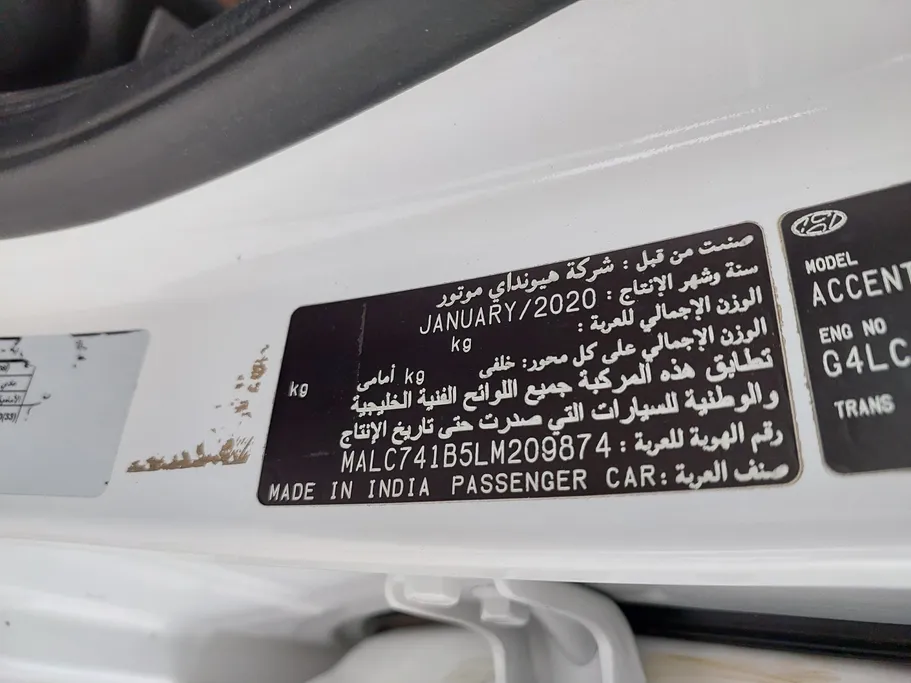 صنعت من قبل : شركة هيونداي موتور
سنة وشهر الإنتاج : JANUARY/2020
الوزن الإجمالي للعربة : kg
الوزن الإجمالي على كل محور: خلفي kg أمامي kg
تطابق هذه المركبة جميع اللوائح الفنية الخليجية
والوطنية للسيارات التي صدرت حتى تاريخ الإنتاج
رقم الهوية للعربة : MALC741B5LM209874
صنف العربة : PASSENGER CAR MADE IN INDIA
MODEL
ACCENT
ENG NO
G4LC
TRANS